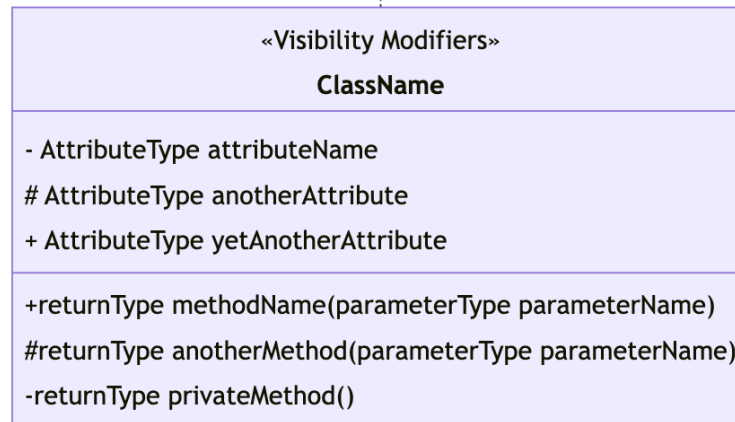 «Visibility Modifiers»
ClassName
- AttributeType attributeName
# AttributeType anotherAttribute
+ AttributeType yetAnotherAttribute
+returnType methodName(parameterType parameterName)
#returnType anotherMethod(parameterType parameterName)
-returnType privateMethod()